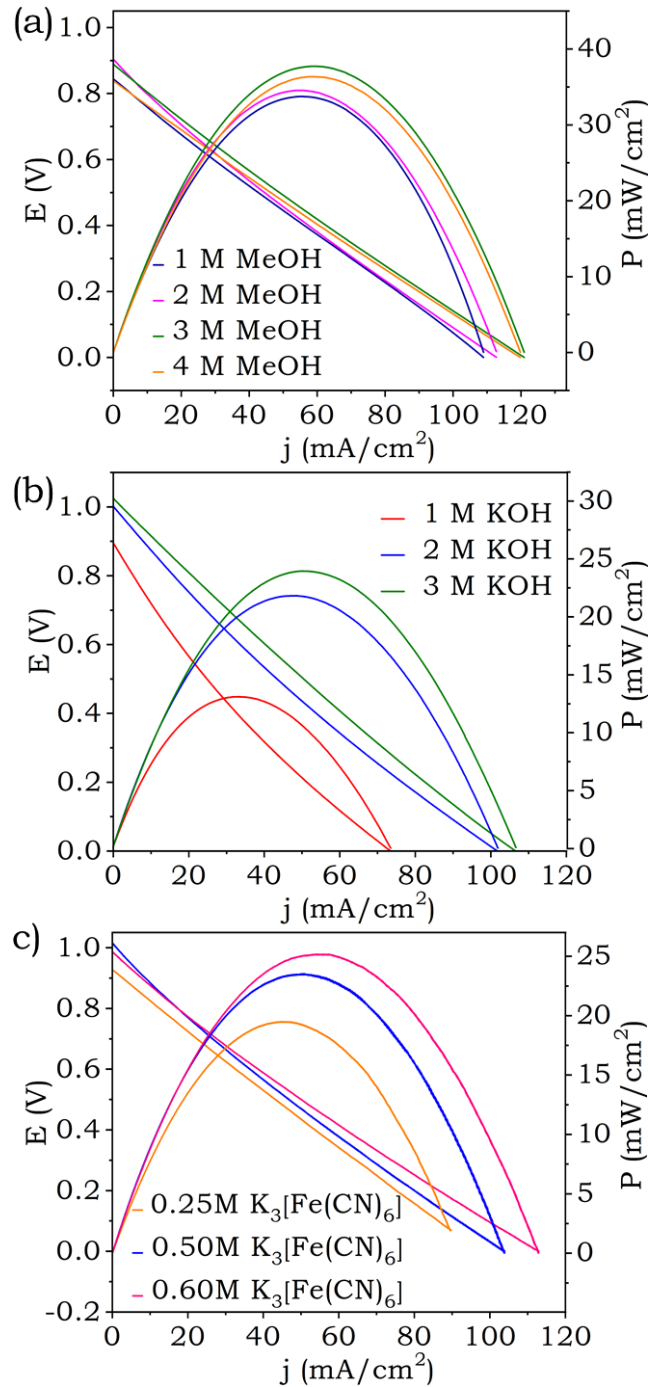 (a)
1.0
0.8
0.6
0.4
0.2
0.0
E (V)
40
30
20
10
0
P (mW/cm²)
1 M MeOH
2 M MeOH
3 M MeOH
4 M MeOH
0 20 40 60 80 100 120
j (mA/cm²)
(b)
1.0
0.8
0.6
0.4
0.2
0.0
E (V)
30
25
20
15
10
5
0
P (mW/cm²)
1 M KOH
2 M KOH
3 M KOH
0 20 40 60 80 100 120
j (mA/cm²)
c)
1.0
0.8
0.6
0.4
0.2
0.0
-0.2
E (V)
25
20
15
10
5
0
P (mW/cm²)
0.25M K₃[Fe(CN)₆]
0.50M K₃[Fe(CN)₆]
0.60M K₃[Fe(CN)₆]
0 20 40 60 80 100 120
j (mA/cm²)